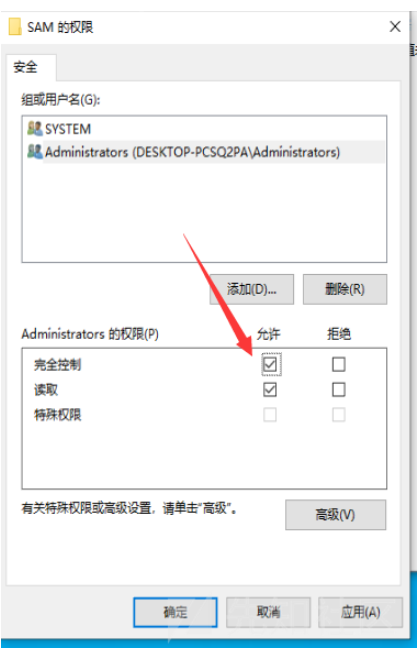 SAM 的权限
安全
组或用户名(G):
SYSTEM
Administrators (DESKTOP-PCSQ2PA\Administrators)
添加(D)...
删除(R)
Administrators 的权限(P)
允许
拒绝
完全控制
读取
特殊权限
有关特殊权限或高级设置，请单击"高级"。
高级(V)
确定
取消
应用(A)